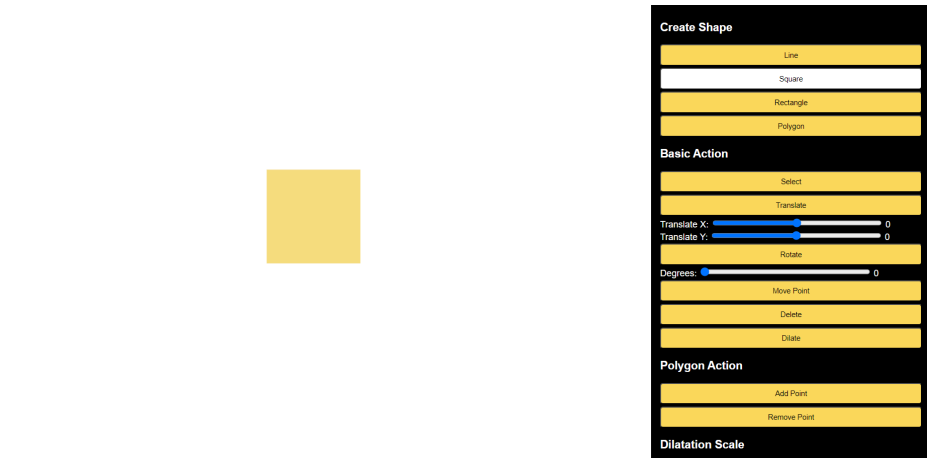 Create Shape
Line
Square
Rectangle
Polygon
Basic Action
Select
Translate
Translate X: 0
Translate Y: 0
Rotate
Degrees: 0
Move Point
Delete
Dilate
Polygon Action
Add Point
Remove Point
Dilatation Scale